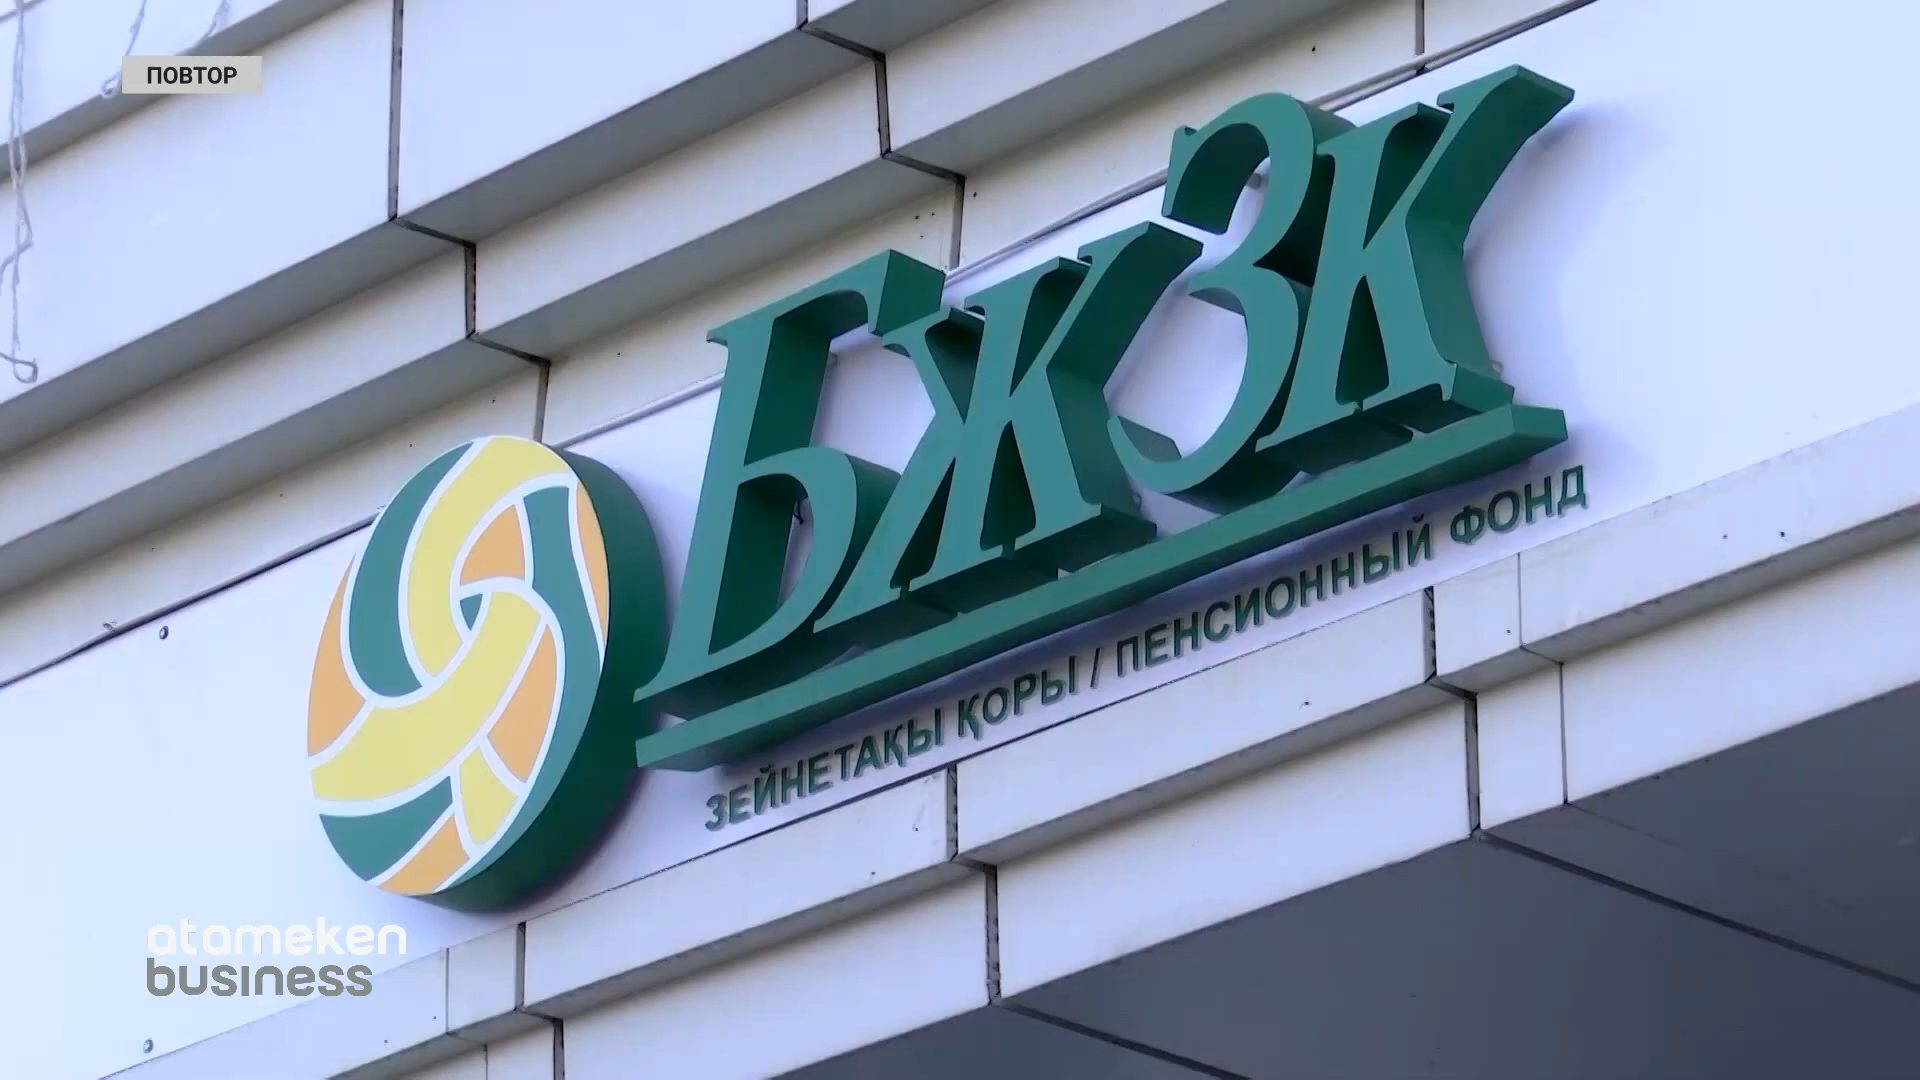 ПОВТОР
БЖЗК
ЗЕЙНЕТАҚЫ ҚОРЫ / ПЕНСИОННЫЙ ФОНД
atameken
business